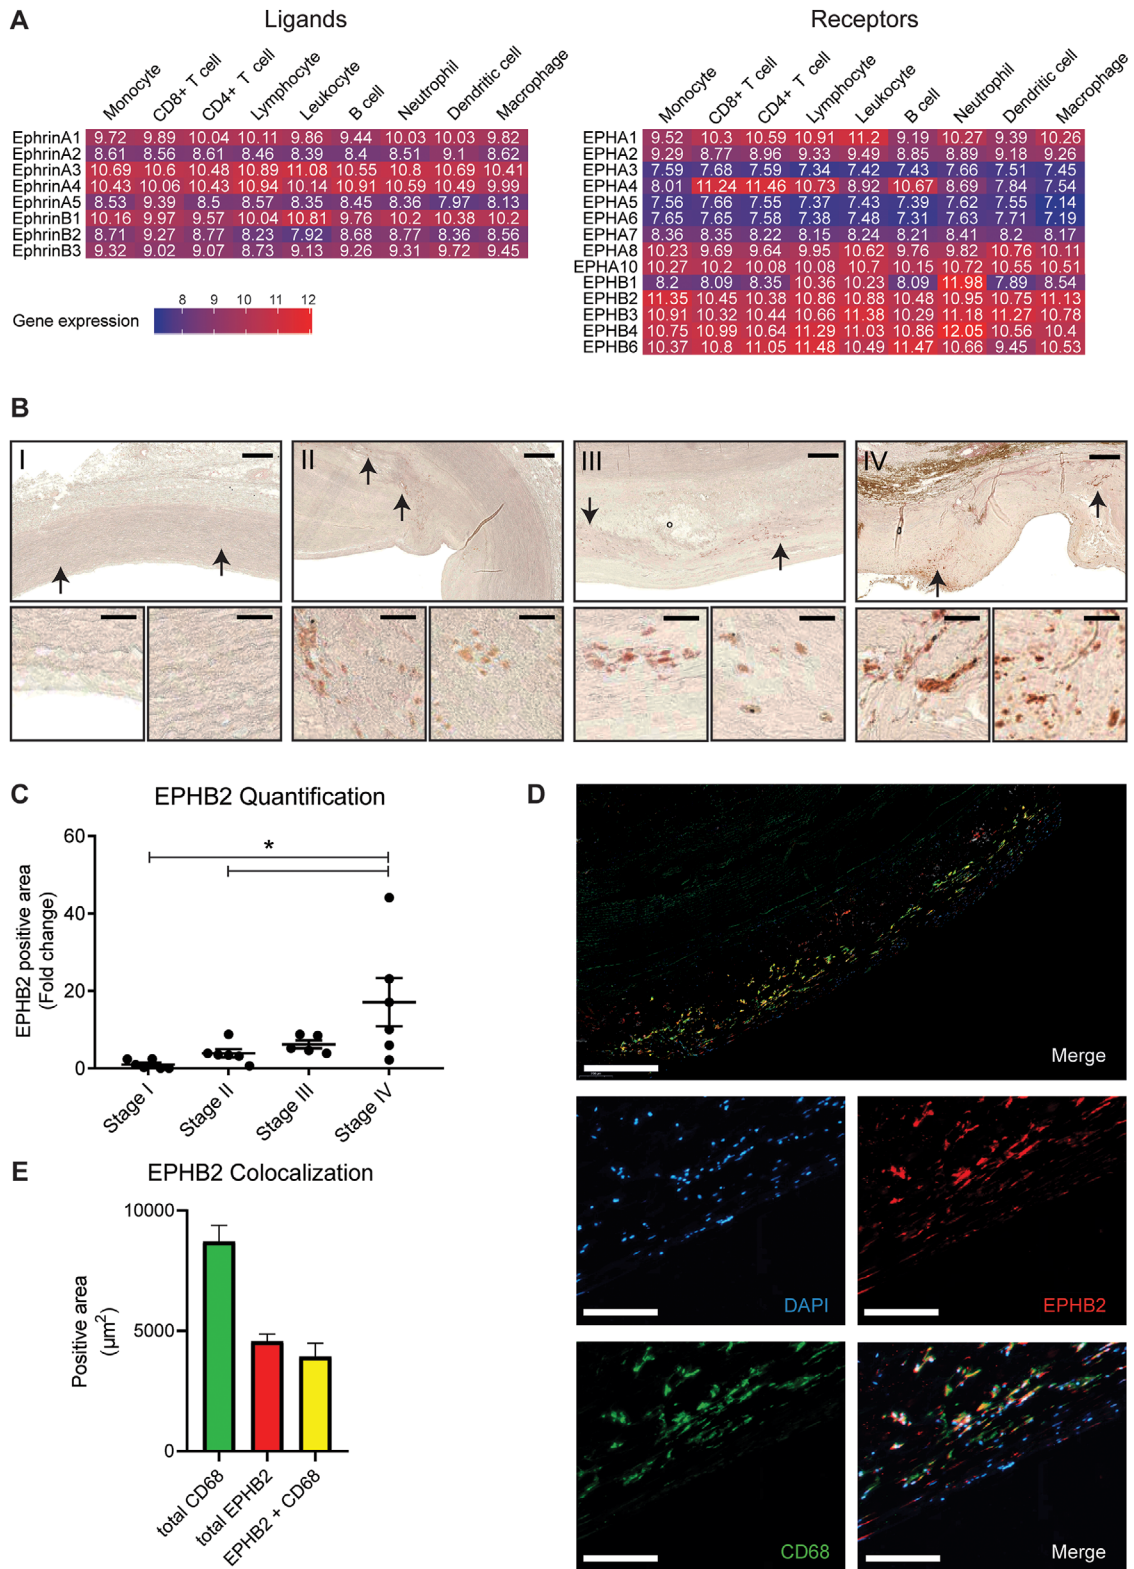 A
Ligands
Receptors
Monocyte CD8+ T cell CD4+ T cell Lymphocyte Leukocyte B cell Neutrophil Dendritic cell Macrophage
EphrinA1 9.72 9.89 10.04 10.11 9.86 9.44 10.03 10.03 9.82
EphrinA2 8.61 8.56 8.61 8.46 8.39 8.4 8.51 9.1 8.62
EphrinA3 10.69 10.6 10.48 10.89 11.08 10.55 10.8 10.69 10.41
EphrinA4 10.43 10.06 10.43 10.94 10.14 10.91 10.59 10.49 9.99
EphrinA5 8.53 9.39 8.5 8.57 8.35 8.45 8.36 7.97 8.13
EphrinB1 10.16 9.97 9.57 10.04 10.81 9.76 10.2 10.38 10.2
EphrinB2 8.71 9.27 8.77 8.23 7.92 8.68 8.77 8.36 8.56
EphrinB3 9.32 9.02 9.07 8.73 9.13 9.26 9.31 9.72 9.45
8 9 10 11 12
Gene expression
Monocyte CD8+ T cell CD4+ T cell Lymphocyte Leukocyte B cell Neutrophil Dendritic cell Macrophage
EPHA1 9.52 10.3 10.59 10.91 11.2 9.19 10.27 9.39 10.26
EPHA2 9.29 8.77 8.96 9.33 9.49 8.85 8.89 9.18 9.26
EPHA3 7.59 7.68 7.59 7.34 7.42 7.43 7.66 7.51 7.45
EPHA4 8.01 11.24 11.46 10.73 8.92 10.67 8.69 7.84 7.54
EPHA5 7.56 7.66 7.55 7.37 7.43 7.39 7.62 7.55 7.14
EPHA6 7.65 7.65 7.58 7.38 7.48 7.31 7.63 7.71 7.19
EPHA7 8.36 8.35 8.22 8.15 8.24 8.21 8.41 8.2 8.17
EPHA8 10.23 9.69 9.64 9.95 10.62 9.76 9.82 10.76 10.11
EPHA10 10.27 10.2 10.08 10.08 10.7 10.15 10.72 10.55 10.51
EPHB1 8.2 8.09 8.35 10.36 10.23 8.09 11.98 7.89 8.54
EPHB2 11.35 10.45 10.38 10.86 10.88 10.48 10.95 10.75 11.13
EPHB3 10.91 10.32 10.44 10.66 11.38 10.29 11.18 11.27 10.78
EPHB4 10.75 10.99 10.64 11.29 11.03 10.86 12.05 10.56 10.4
EPHB6 10.37 10.8 11.05 11.48 10.49 11.47 10.66 9.45 10.53
B
I
II
III
IV
C
EPHB2 Quantification
EPHB2 positive area
(Fold change)
60
40
20
0
*
Stage I
Stage II
Stage III
Stage IV
D
Merge
DAPI
EPHB2
CD68
Merge
E
EPHB2 Colocalization
Positive area
(µm²)
10000
5000
0
total CD68
total EPHB2
EPHB2 + CD68